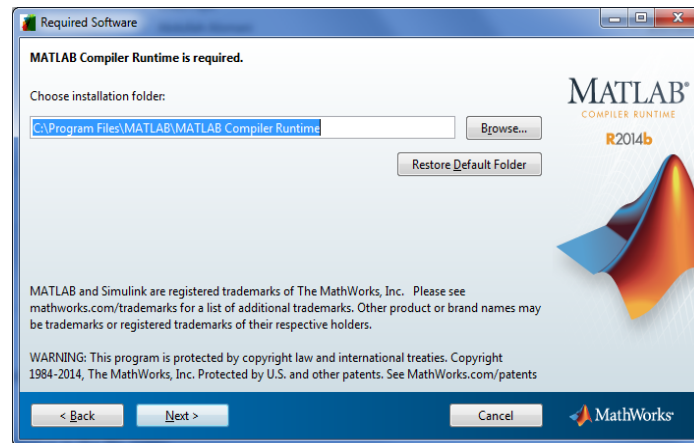 Required Software
MATLAB Compiler Runtime is required.
Choose installation folder:
C:\Program Files\MATLAB\MATLAB Compiler Runtime
Browse...
Restore Default Folder
MATLAB®
COMPILER RUNTIME
R2014b
MATLAB and Simulink are registered trademarks of The MathWorks, Inc.  Please see
mathworks.com/trademarks for a list of additional trademarks. Other product or brand names may
be trademarks or registered trademarks of their respective holders.
WARNING: This program is protected by copyright law and international treaties. Copyright
1984-2014, The MathWorks, Inc. Protected by U.S. and other patents. See MathWorks.com/patents
< Back
Next >
Cancel
MathWorks®